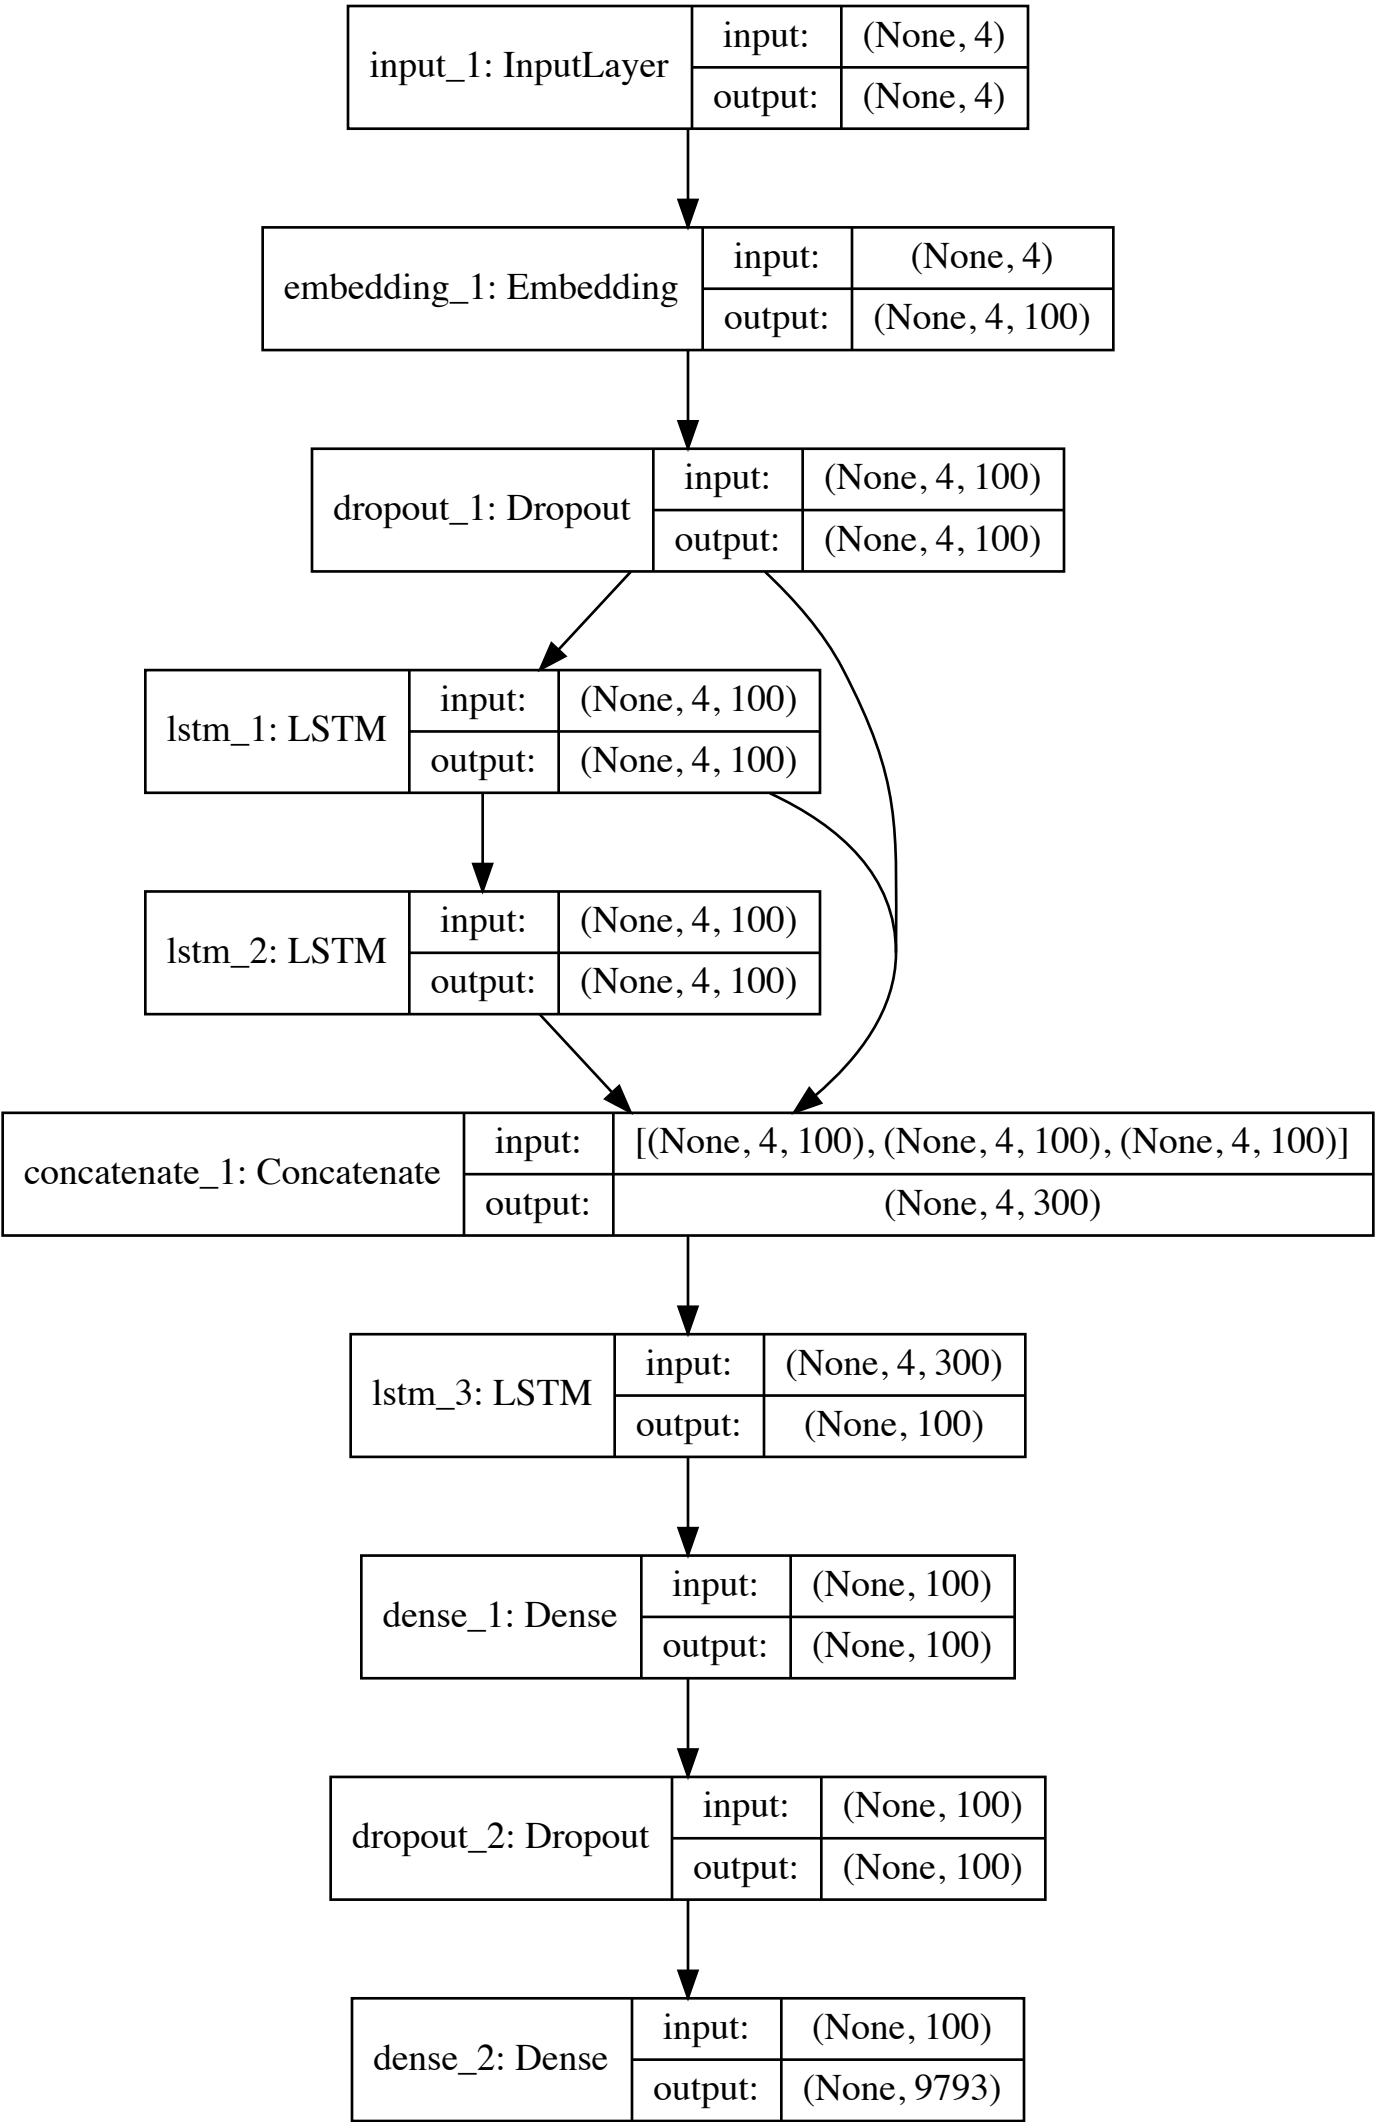 input_1: InputLayer
input: (None, 4)
output: (None, 4)
embedding_1: Embedding
input: (None, 4)
output: (None, 4, 100)
dropout_1: Dropout
input: (None, 4, 100)
output: (None, 4, 100)
lstm_1: LSTM
input: (None, 4, 100)
output: (None, 4, 100)
lstm_2: LSTM
input: (None, 4, 100)
output: (None, 4, 100)
concatenate_1: Concatenate
input: [(None, 4, 100), (None, 4, 100), (None, 4, 100)]
output: (None, 4, 300)
lstm_3: LSTM
input: (None, 4, 300)
output: (None, 100)
dense_1: Dense
input: (None, 100)
output: (None, 100)
dropout_2: Dropout
input: (None, 100)
output: (None, 100)
dense_2: Dense
input: (None, 100)
output: (None, 9793)